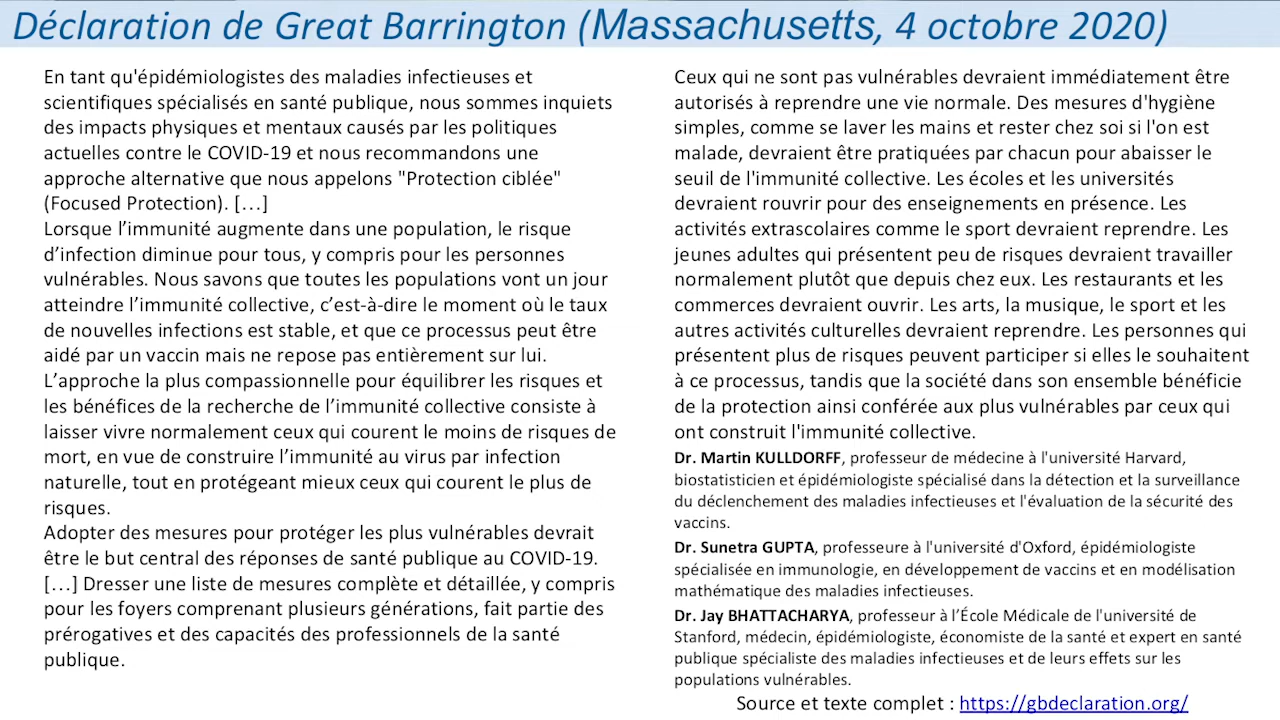 Déclaration de Great Barrington (Massachusetts, 4 octobre 2020)
En tant qu'épidémiologistes des maladies infectieuses et
scientifiques spécialisés en santé publique, nous sommes inquiets
des impacts physiques et mentaux causés par les politiques
actuelles contre le COVID-19 et nous recommandons une
approche alternative que nous appelons "Protection ciblée"
(Focused Protection). […]
Lorsque l’immunité augmente dans une population, le risque
d’infection diminue pour tous, y compris pour les personnes
vulnérables. Nous savons que toutes les populations vont un jour
atteindre l’immunité collective, c’est-à-dire le moment où le taux
de nouvelles infections est stable, et que ce processus peut être
aidé par un vaccin mais ne repose pas entièrement sur lui.
L’approche la plus compassionnelle pour équilibrer les risques et
les bénéfices de la recherche de l’immunité collective consiste à
laisser vivre normalement ceux qui courent le moins de risques de
mort, en vue de construire l’immunité au virus par infection
naturelle, tout en protégeant mieux ceux qui courent le plus de
risques.
Adopter des mesures pour protéger les plus vulnérables devrait
être le but central des réponses de santé publique au COVID-19.
[…] Dresser une liste de mesures complète et détaillée, y compris
pour les foyers comprenant plusieurs générations, fait partie des
prérogatives et des capacités des professionnels de la santé
publique.
Ceux qui ne sont pas vulnérables devraient immédiatement être
autorisés à reprendre une vie normale. Des mesures d'hygiène
simples, comme se laver les mains et rester chez soi si l'on est
malade, devraient être pratiquées par chacun pour abaisser le
seuil de l'immunité collective. Les écoles et les universités
devraient rouvrir pour des enseignements en présence. Les
activités extrascolaires comme le sport devraient reprendre. Les
jeunes adultes qui présentent peu de risques devraient travailler
normalement plutôt que depuis chez eux. Les restaurants et les
commerces devraient ouvrir. Les arts, la musique, le sport et les
autres activités culturelles devraient reprendre. Les personnes qui
présentent plus de risques peuvent participer si elles le souhaitent
à ce processus, tandis que la société dans son ensemble bénéficie
de la protection ainsi conférée aux plus vulnérables par ceux qui
ont construit l'immunité collective.
Dr. Martin KULLDORFF, professeur de médecine à l'université Harvard,
biostatisticien et épidémiologiste spécialisé dans la détection et la surveillance
du déclenchement des maladies infectieuses et l'évaluation de la sécurité des
vaccins.
Dr. Sunetra GUPTA, professeure à l'université d'Oxford, épidémiologiste
spécialisée en immunologie, en développement de vaccins et en modélisation
mathématique des maladies infectieuses.
Dr. Jay BHATTACHARYA, professeur à l’École Médicale de l'université de
Stanford, médecin, épidémiologiste, économiste de la santé et expert en santé
publique spécialiste des maladies infectieuses et de leurs effets sur les
populations vulnérables.
Source et texte complet : https://gbdeclaration.org/